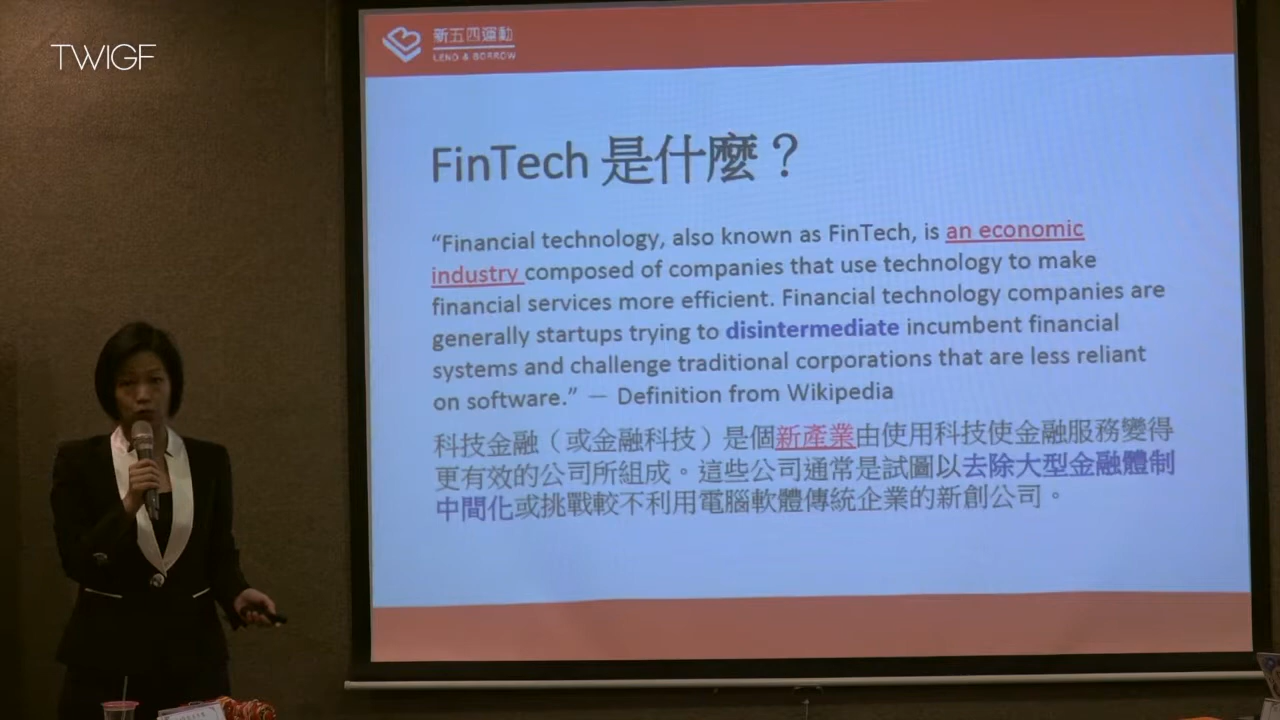 TWIGF
新五四運動
LEND & BORROW
FinTech 是什麼？
“Financial technology, also known as FinTech, is an economic
industry composed of companies that use technology to make
financial services more efficient. Financial technology companies are
generally startups trying to disintermediate incumbent financial
systems and challenge traditional corporations that are less reliant
on software.” — Definition from Wikipedia
科技金融（或金融科技）是個新產業由使用科技使金融服務變得
更有效的公司所組成。這些公司通常是試圖以去除大型金融體制
中間化或挑戰較不利用電腦軟體傳統企業的新創公司。